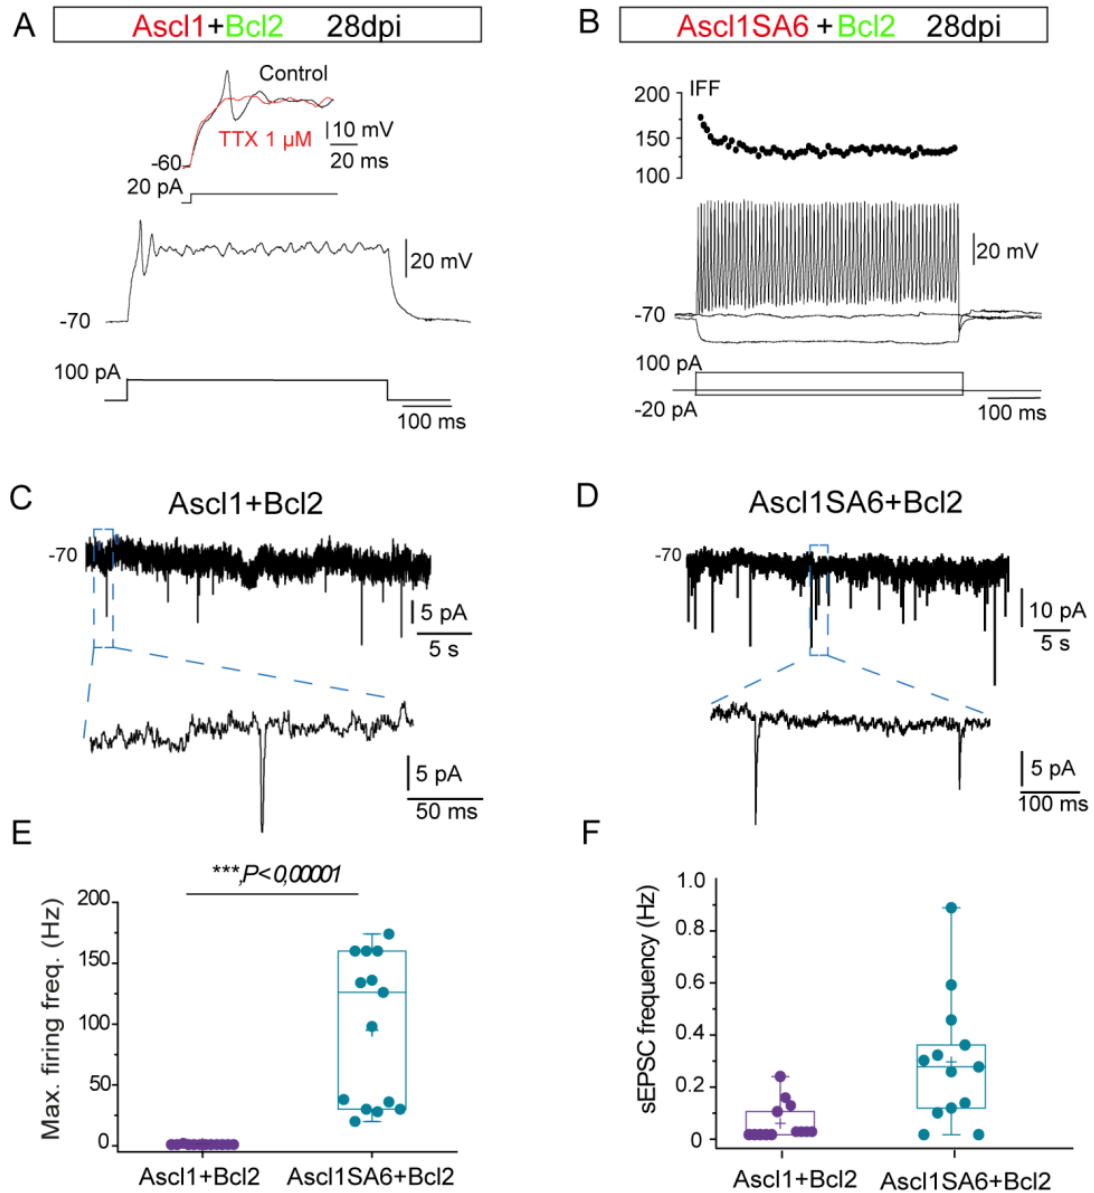 A
Ascl1+Bcl2 28dpi
Control
TTX 1 µM
10 mV
20 ms
-60
20 pA
20 mV
-70
100 pA
100 ms
B
Ascl1SA6 + Bcl2 28dpi
IFF
200
150
100
20 mV
-70
100 pA
-20 pA
100 ms
C
Ascl1+Bcl2
-70
5 pA
5 s
5 pA
50 ms
D
Ascl1SA6+Bcl2
-70
10 pA
5 s
5 pA
100 ms
E
***,P<0,00001
Max. firing freq. (Hz)
200
150
100
50
0
Ascl1+Bcl2
Ascl1SA6+Bcl2
F
sEPSC frequency (Hz)
1.0
0.8
0.6
0.4
0.2
0
Ascl1+Bcl2
Ascl1SA6+Bcl2